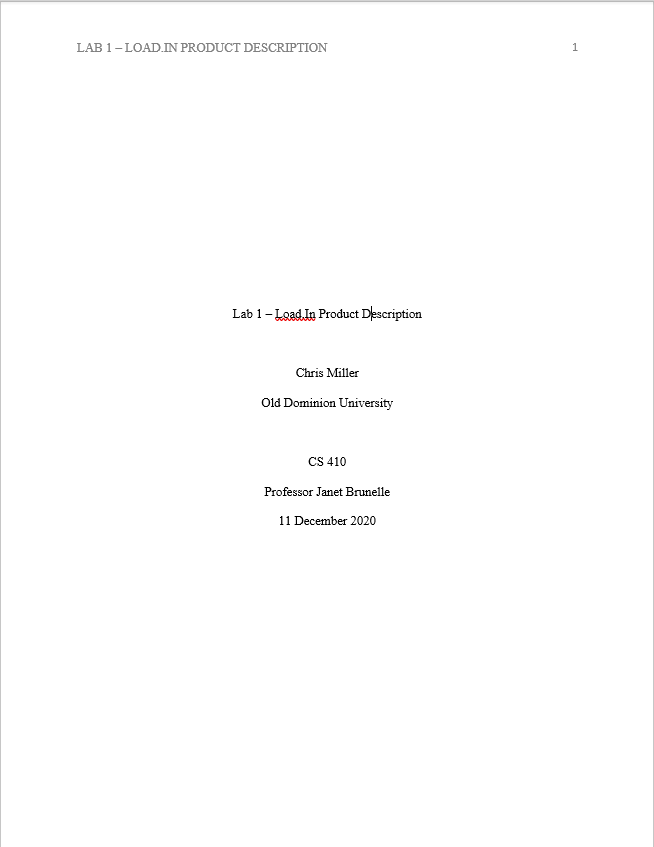 LAB 1 – LOAD.IN PRODUCT DESCRIPTION 1
Lab 1 – Load.In Product Description
Chris Miller
Old Dominion University
CS 410
Professor Janet Brunelle
11 December 2020